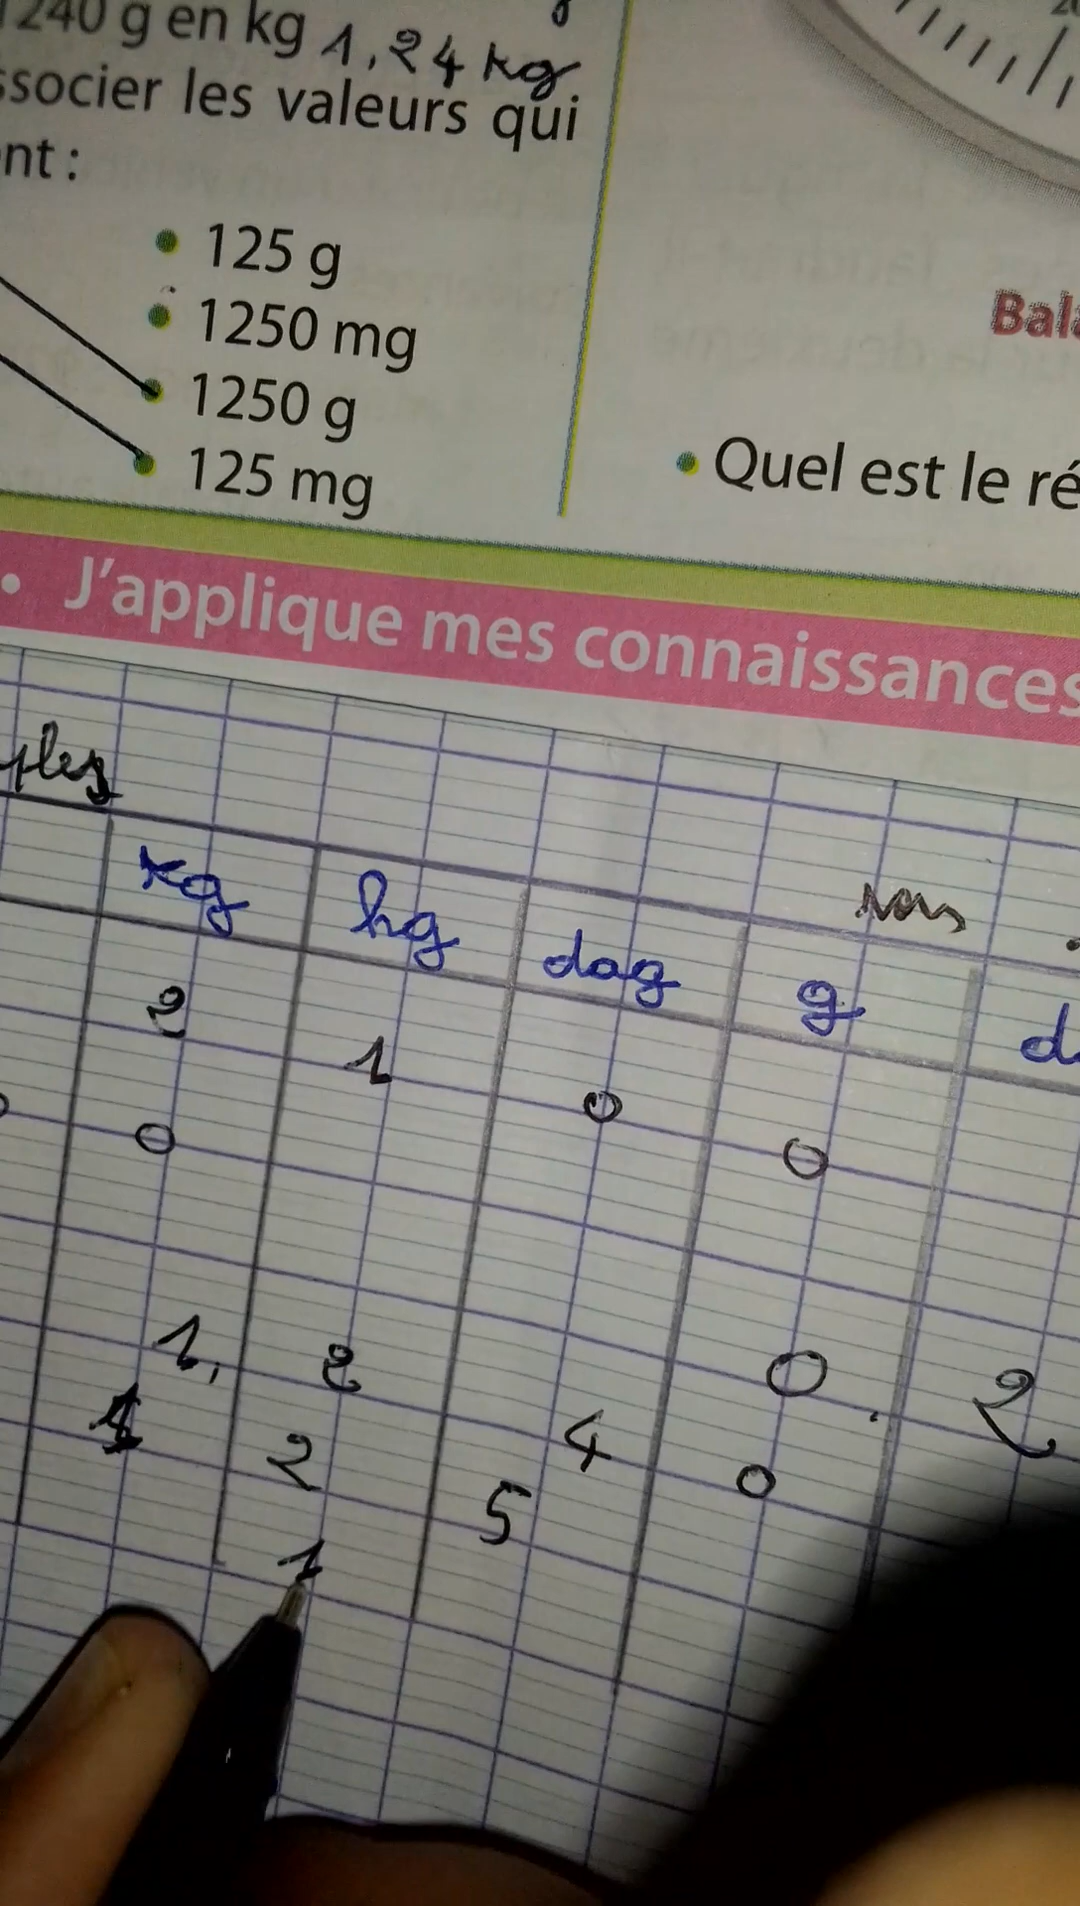 240 g en kg 1,24 kg
ssocier les valeurs qui
nt :
• 125 g
• 1250 mg
• 1250 g
• 125 mg
Bal
• Quel est le ré
• J'applique mes connaissances
kg hg dag g d
2 1 0 0
0
1, 2 4 0 2
1 2 5 0
1